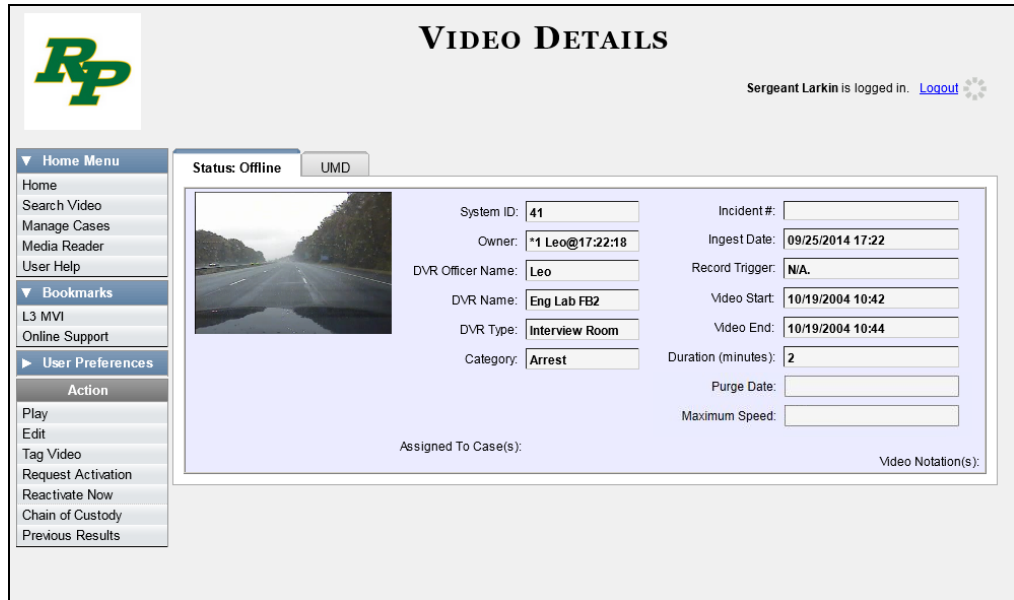 RP
VIDEO DETAILS
Sergeant Larkin is logged in. Logout
▼ Home Menu
Home
Search Video
Manage Cases
Media Reader
User Help
▼ Bookmarks
L3 MVI
Online Support
► User Preferences
Action
Play
Edit
Tag Video
Request Activation
Reactivate Now
Chain of Custody
Previous Results
Status: Offline UMD
System ID: 41
Owner: *1 Leo@17:22:18
DVR Officer Name: Leo
DVR Name: Eng Lab FB2
DVR Type: Interview Room
Category: Arrest
Assigned To Case(s):
Incident #:
Ingest Date: 09/25/2014 17:22
Record Trigger: N/A.
Video Start: 10/19/2004 10:42
Video End: 10/19/2004 10:44
Duration (minutes): 2
Purge Date:
Maximum Speed:
Video Notation(s):